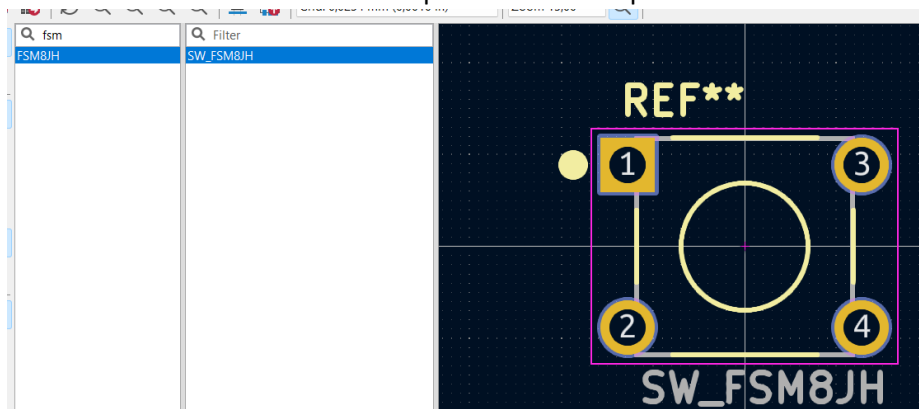 fsm
Filter
FSM8JH
SW_FSM8JH
REF**
1
3
2
4
SW_FSM8JH